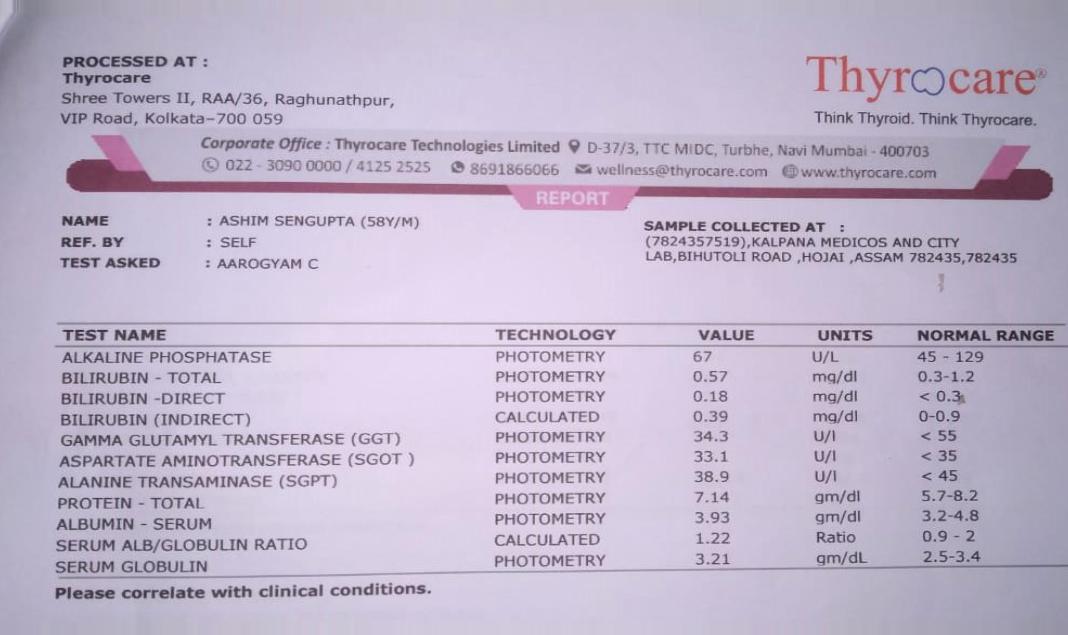 PROCESSED AT :
Thyrocare
Shree Towers II, RAA/36, Raghunathpur,
VIP Road, Kolkata-700 059
Thyrocare®
Think Thyroid. Think Thyrocare.
Corporate Office : Thyrocare Technologies Limited D-37/3, TTC MIDC, Turbhe, Navi Mumbai - 400703
022 - 3090 0000 / 4125 2525 8691866066 wellness@thyrocare.com www.thyrocare.com
REPORT
NAME : ASHIM SENGUPTA (58Y/M)
REF. BY : SELF
TEST ASKED : AAROGYAM C
SAMPLE COLLECTED AT :
(7824357519),KALPANA MEDICOS AND CITY
LAB,BIHUTOLI ROAD ,HOJAI ,ASSAM 782435,782435
TEST NAME TECHNOLOGY VALUE UNITS NORMAL RANGE
ALKALINE PHOSPHATASE PHOTOMETRY 67 U/L 45 - 129
BILIRUBIN - TOTAL PHOTOMETRY 0.57 mg/dl 0.3-1.2
BILIRUBIN -DIRECT PHOTOMETRY 0.18 mg/dl < 0.3
BILIRUBIN (INDIRECT) CALCULATED 0.39 mg/dl 0-0.9
GAMMA GLUTAMYL TRANSFERASE (GGT) PHOTOMETRY 34.3 U/l < 55
ASPARTATE AMINOTRANSFERASE (SGOT ) PHOTOMETRY 33.1 U/l < 35
ALANINE TRANSAMINASE (SGPT) PHOTOMETRY 38.9 U/l < 45
PROTEIN - TOTAL PHOTOMETRY 7.14 gm/dl 5.7-8.2
ALBUMIN - SERUM PHOTOMETRY 3.93 gm/dl 3.2-4.8
SERUM ALB/GLOBULIN RATIO CALCULATED 1.22 Ratio 0.9 - 2
SERUM GLOBULIN PHOTOMETRY 3.21 gm/dL 2.5-3.4
Please correlate with clinical conditions.